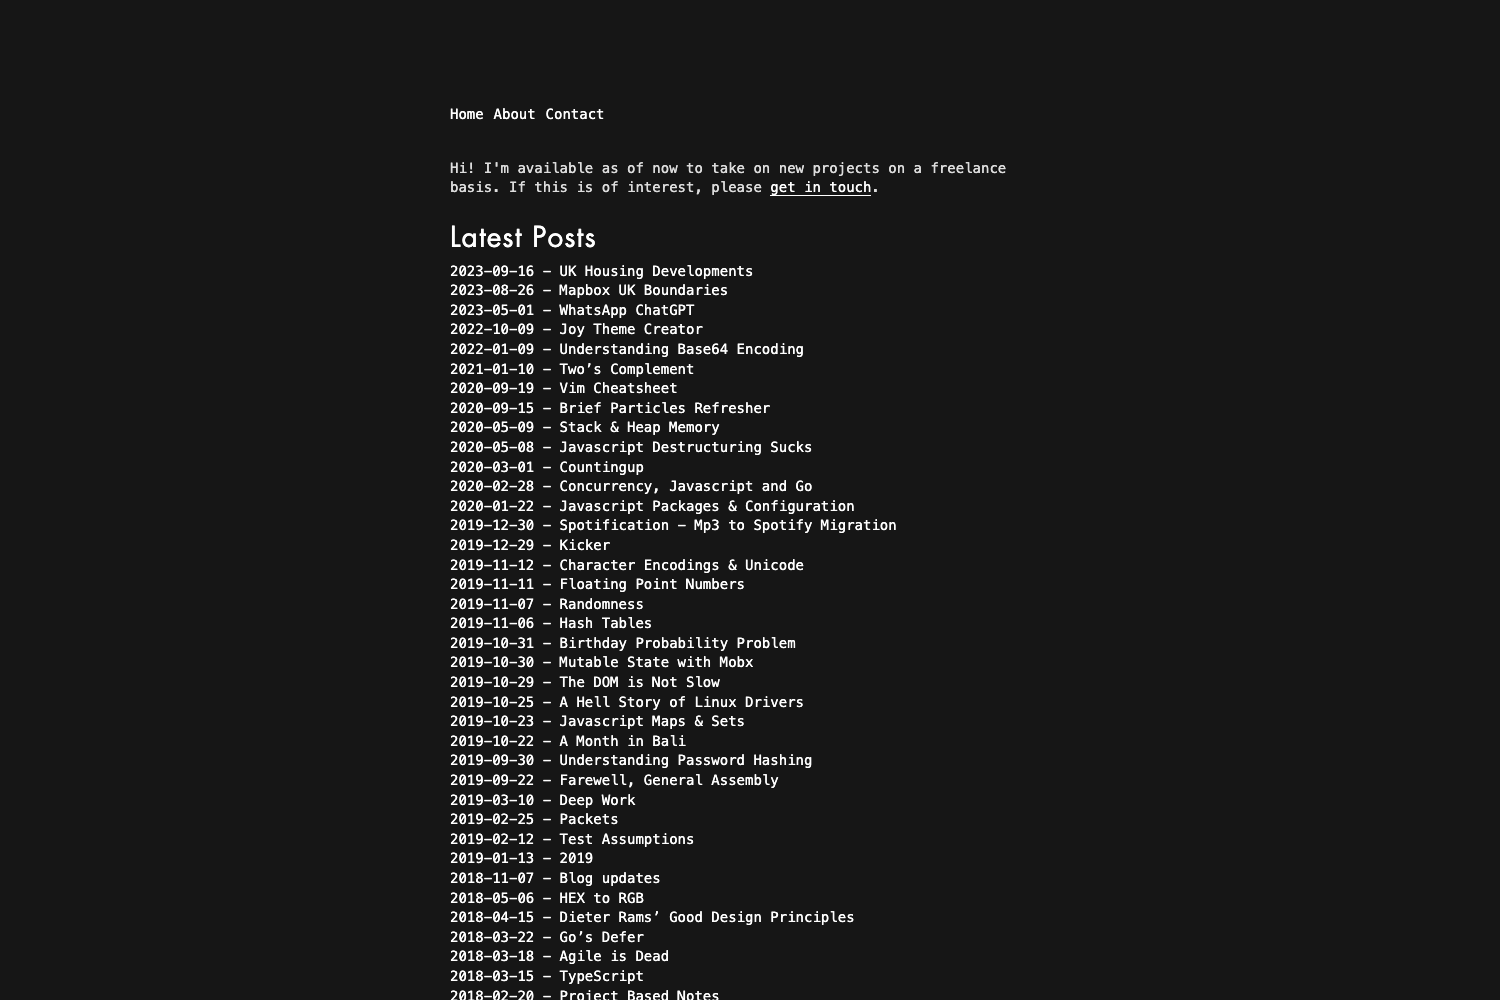 Home About Contact
Hi! I'm available as of now to take on new projects on a freelance
basis. If this is of interest, please get in touch.
Latest Posts
2023-09-16 – UK Housing Developments
2023-08-26 – Mapbox UK Boundaries
2023-05-01 – WhatsApp ChatGPT
2022-10-09 – Joy Theme Creator
2022-01-09 – Understanding Base64 Encoding
2021-01-10 – Two’s Complement
2020-09-19 – Vim Cheatsheet
2020-09-15 – Brief Particles Refresher
2020-05-09 – Stack & Heap Memory
2020-05-08 – Javascript Destructuring Sucks
2020-03-01 – Countingup
2020-02-28 – Concurrency, Javascript and Go
2020-01-22 – Javascript Packages & Configuration
2019-12-30 – Spotification – Mp3 to Spotify Migration
2019-12-29 – Kicker
2019-11-12 – Character Encodings & Unicode
2019-11-11 – Floating Point Numbers
2019-11-07 – Randomness
2019-11-06 – Hash Tables
2019-10-31 – Birthday Probability Problem
2019-10-30 – Mutable State with Mobx
2019-10-29 – The DOM is Not Slow
2019-10-25 – A Hell Story of Linux Drivers
2019-10-23 – Javascript Maps & Sets
2019-10-22 – A Month in Bali
2019-09-30 – Understanding Password Hashing
2019-09-22 – Farewell, General Assembly
2019-03-10 – Deep Work
2019-02-25 – Packets
2019-02-12 – Test Assumptions
2019-01-13 – 2019
2018-11-07 – Blog updates
2018-05-06 – HEX to RGB
2018-04-15 – Dieter Rams’ Good Design Principles
2018-03-22 – Go’s Defer
2018-03-18 – Agile is Dead
2018-03-15 – TypeScript
2018-02-20 – Project Based Notes